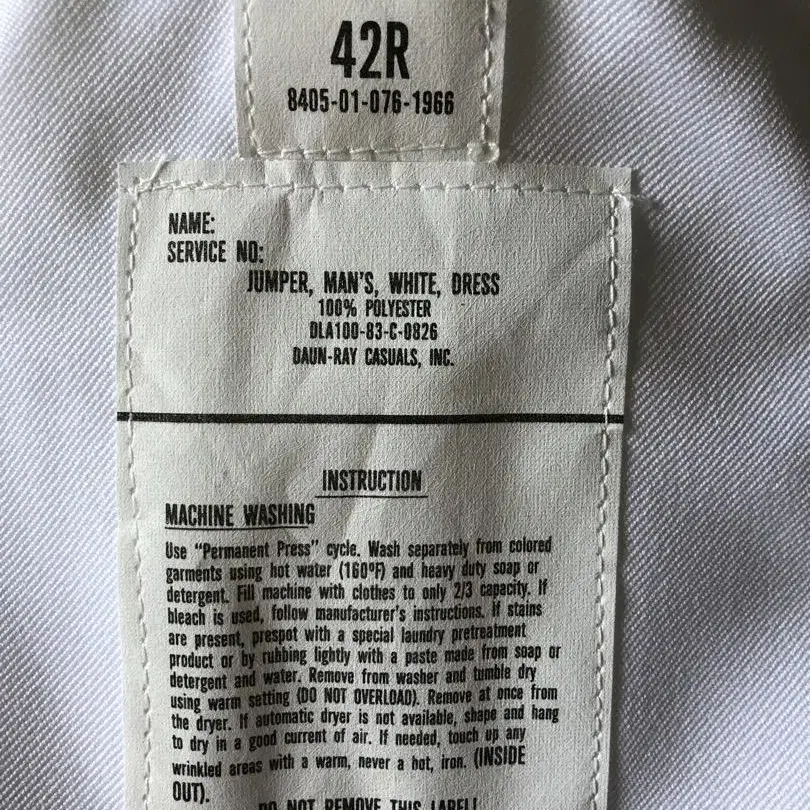 42R
8405-01-076-1966
NAME:
SERVICE NO:
JUMPER, MAN'S, WHITE, DRESS
100% POLYESTER
DLA100-83-C-0826
DAUN-RAY CASUALS, INC.
INSTRUCTION
MACHINE WASHING
Use "Permanent Press" cycle. Wash separately from colored
garments using hot water (160ºF) and heavy duty soap or
detergent. Fill machine with clothes to only 2/3 capacity. If
bleach is used, follow manufacturer's instructions. If stains
are present, prespot with a special laundry pretreatment
product or by rubbing lightly with a paste made from soap or
detergent and water. Remove from washer and tumble dry
using warm setting (DO NOT OVERLOAD). Remove at once from
the dryer. If automatic dryer is not available, shape and hang
to dry in a good current of air. If needed, touch up any
wrinkled areas with a warm, never a hot, iron. (INSIDE
OUT).
DO NOT REMOVE THIS LABEL!